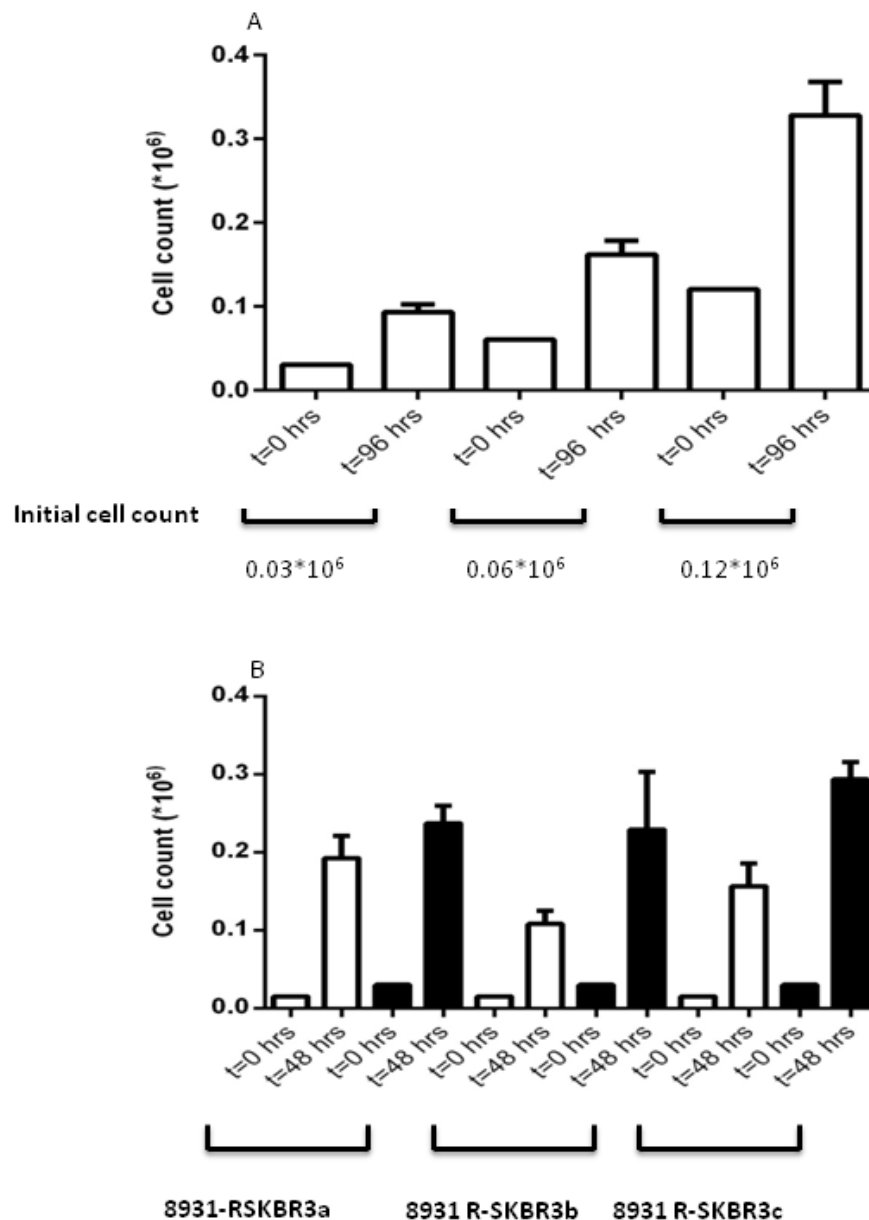 A
Cell count (*10⁶)
0.4
0.3
0.2
0.1
0.0
t=0 hrs
t=96 hrs
t=0 hrs
t=96 hrs
t=0 hrs
t=96 hrs
Initial cell count
0.03*10⁶
0.06*10⁶
0.12*10⁶
B
Cell count (*10⁶)
0.4
0.3
0.2
0.1
0.0
t=0 hrs
t=48 hrs
t=0 hrs
t=48 hrs
t=0 hrs
t=48 hrs
t=0 hrs
t=48 hrs
t=0 hrs
t=48 hrs
t=0 hrs
t=48 hrs
8931-RSKBR3a
8931 R-SKBR3b
8931 R-SKBR3c